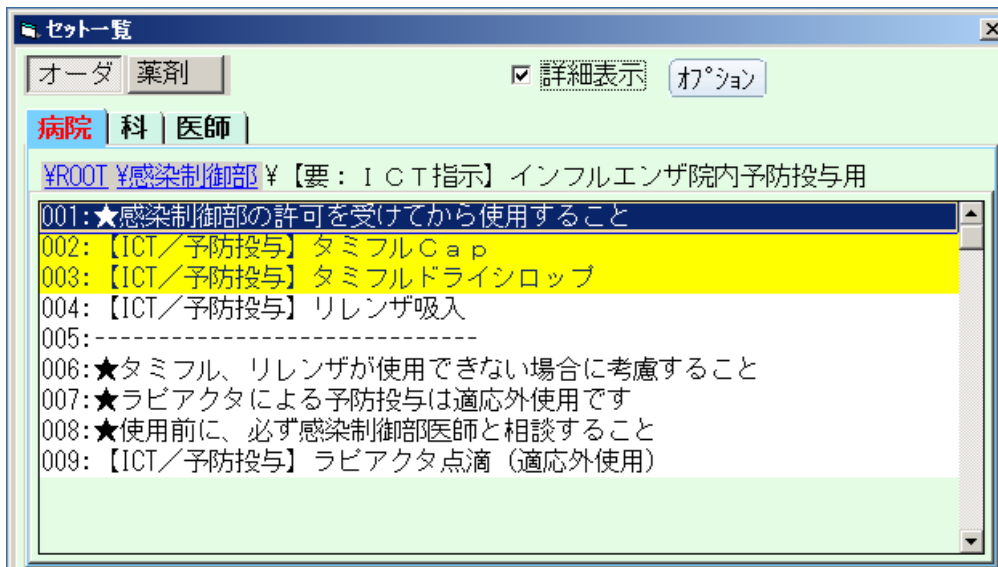 セット一覧
オーダ 薬剤 詳細表示 ｵﾌﾟｼｮﾝ
病院 科 医師
¥ROOT ¥感染制御部 ¥【要：ＩＣＴ指示】インフルエンザ院内予防投与用
001:★感染制御部の許可を受けてから使用すること
002:【ICT／予防投与】タミフルＣａｐ
003:【ICT／予防投与】タミフルドライシロップ
004:【ICT／予防投与】リレンザ吸入
005:------------------------------
006:★タミフル、リレンザが使用できない場合に考慮すること
007:★ラピアクタによる予防投与は適応外使用です
008:★使用前に、必ず感染制御部医師と相談すること
009:【ICT／予防投与】ラピアクタ点滴（適応外使用）